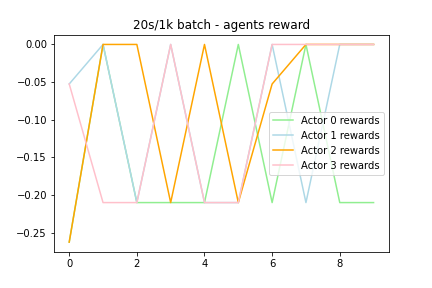 20s/1k batch - agents reward
0.00
−0.05
−0.10
−0.15
−0.20
−0.25
Actor 0 rewards
Actor 1 rewards
Actor 2 rewards
Actor 3 rewards
0 2 4 6 8